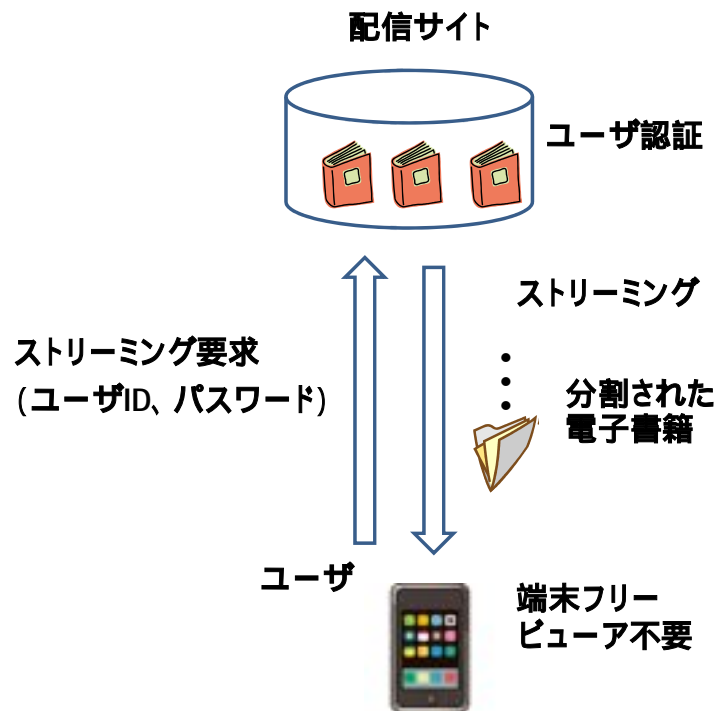 配信サイト
ユーザ認証
ストリーミング
ストリーミング要求
(ユーザID、パスワード)
分割された
電子書籍
ユーザ
端末フリー
ビューア不要